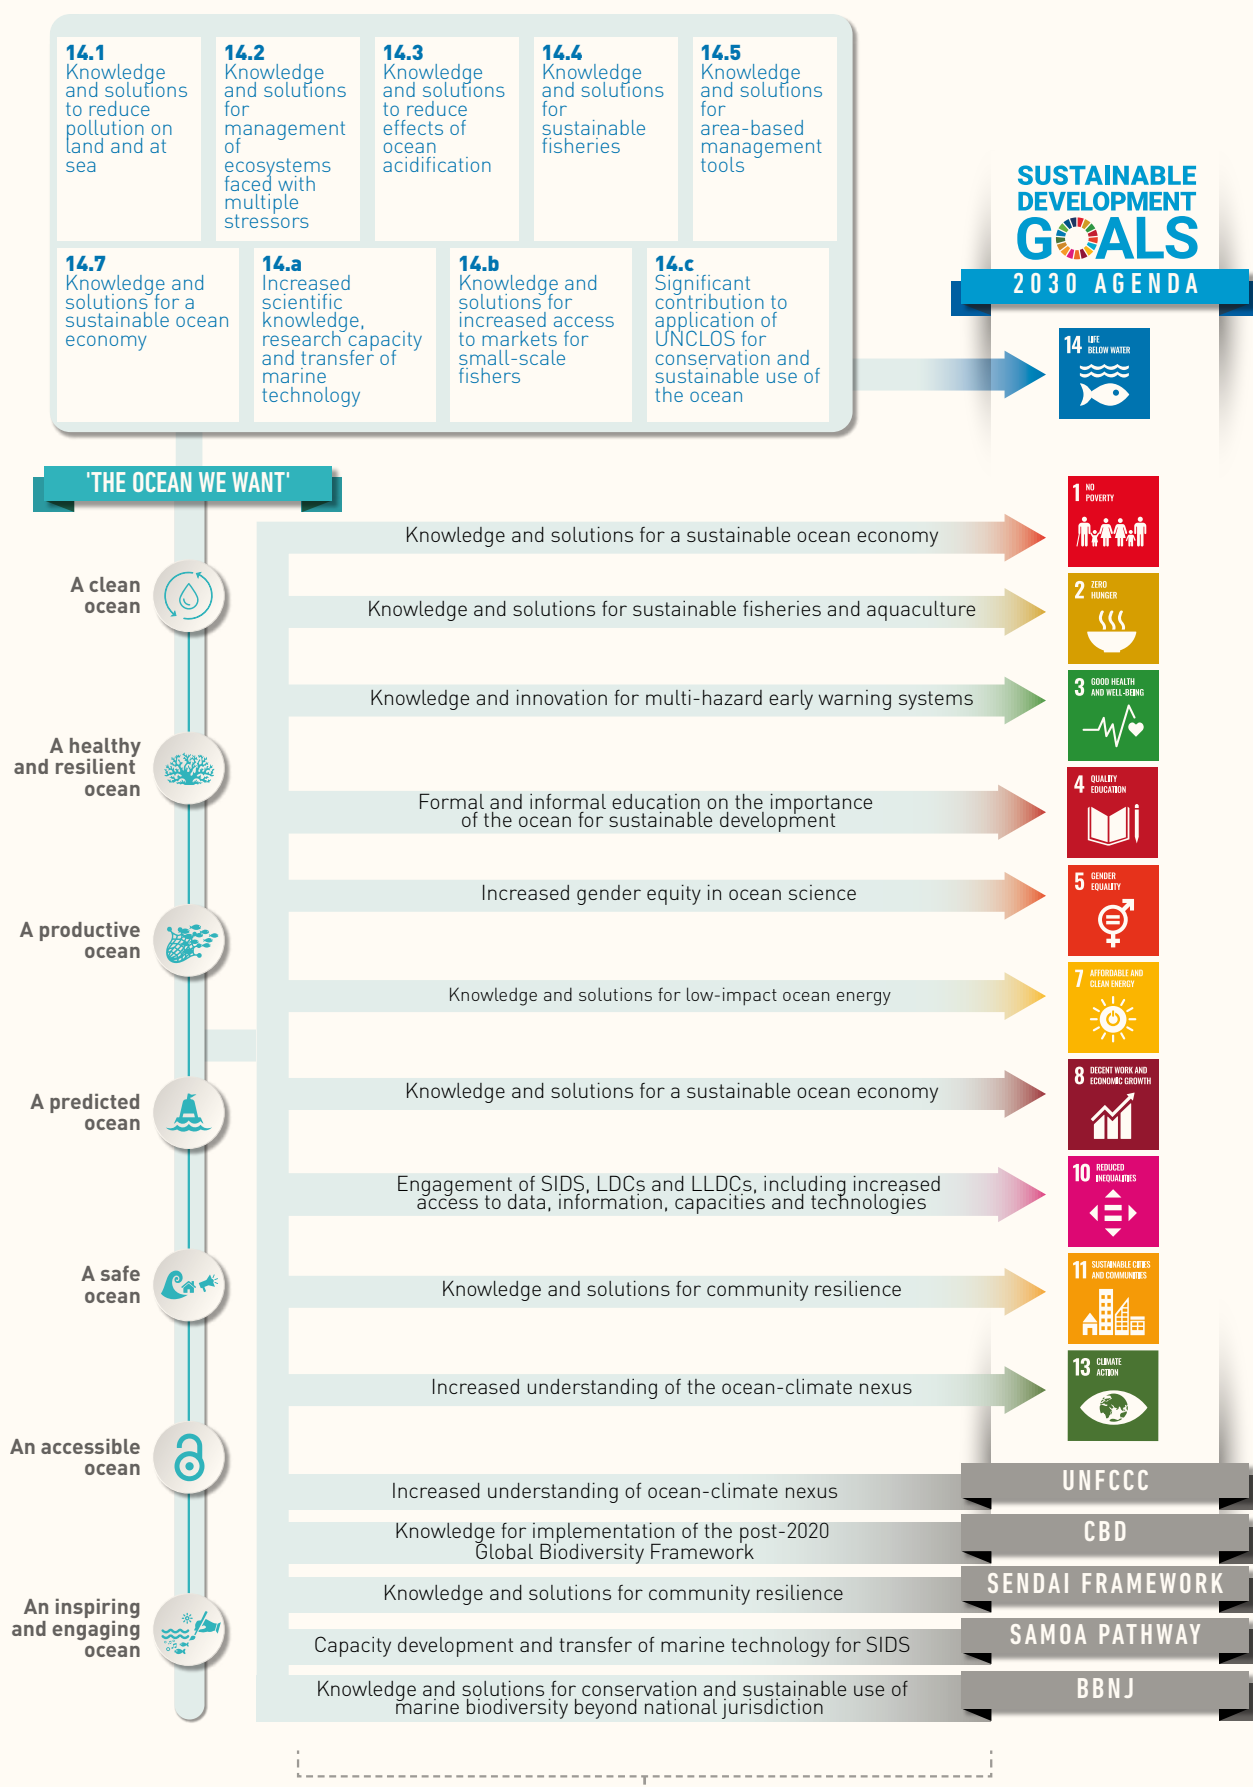 14.1
Knowledge
and solutions
to reduce
pollution on
land and at
sea
14.2
Knowledge
and solutions
for
management
of
ecosystems
faced with
multiple
stressors
14.3
Knowledge
and solutions
to reduce
effects of
ocean
acidification
14.4
Knowledge
and solutions
for
sustainable
fisheries
14.5
Knowledge
and solutions
for
area-based
management
tools
14.7
Knowledge and
solutions for a
sustainable ocean
economy
14.a
Increased
scientific
knowledge,
research capacity
and transfer of
marine
technology
14.b
Knowledge and
solutions for
increased access
to markets for
small-scale
fishers
14.c
Significant
contribution to
application of
UNCLOS for
conservation and
sustainable use of
the ocean
SUSTAINABLE
DEVELOPMENT
GOALS
2030 AGENDA
14 LIFE
BELOW WATER
'THE OCEAN WE WANT'
A clean
ocean
A healthy
and resilient
ocean
A productive
ocean
A predicted
ocean
A safe
ocean
An accessible
ocean
An inspiring
and engaging
ocean
Knowledge and solutions for a sustainable ocean economy
1 NO
POVERTY
Knowledge and solutions for sustainable fisheries and aquaculture
2 ZERO
HUNGER
Knowledge and innovation for multi-hazard early warning systems
3 GOOD HEALTH
AND WELL-BEING
Formal and informal education on the importance
of the ocean for sustainable development
4 QUALITY
EDUCATION
Increased gender equity in ocean science
5 GENDER
EQUALITY
Knowledge and solutions for low-impact ocean energy
7 AFFORDABLE AND
CLEAN ENERGY
Knowledge and solutions for a sustainable ocean economy
8 DECENT WORK AND
ECONOMIC GROWTH
Engagement of SIDS, LDCs and LLDCs, including increased
access to data, information, capacities and technologies
10 REDUCED
INEQUALITIES
Knowledge and solutions for community resilience
11 SUSTAINABLE CITIES
AND COMMUNITIES
Increased understanding of the ocean-climate nexus
13 CLIMATE
ACTION
Increased understanding of ocean-climate nexus
UNFCCC
Knowledge for implementation of the post-2020
Global Biodiversity Framework
CBD
Knowledge and solutions for community resilience
SENDAI FRAMEWORK
Capacity development and transfer of marine technology for SIDS
SAMOA PATHWAY
Knowledge and solutions for conservation and sustainable use of
marine biodiversity beyond national jurisdiction
BBNJ